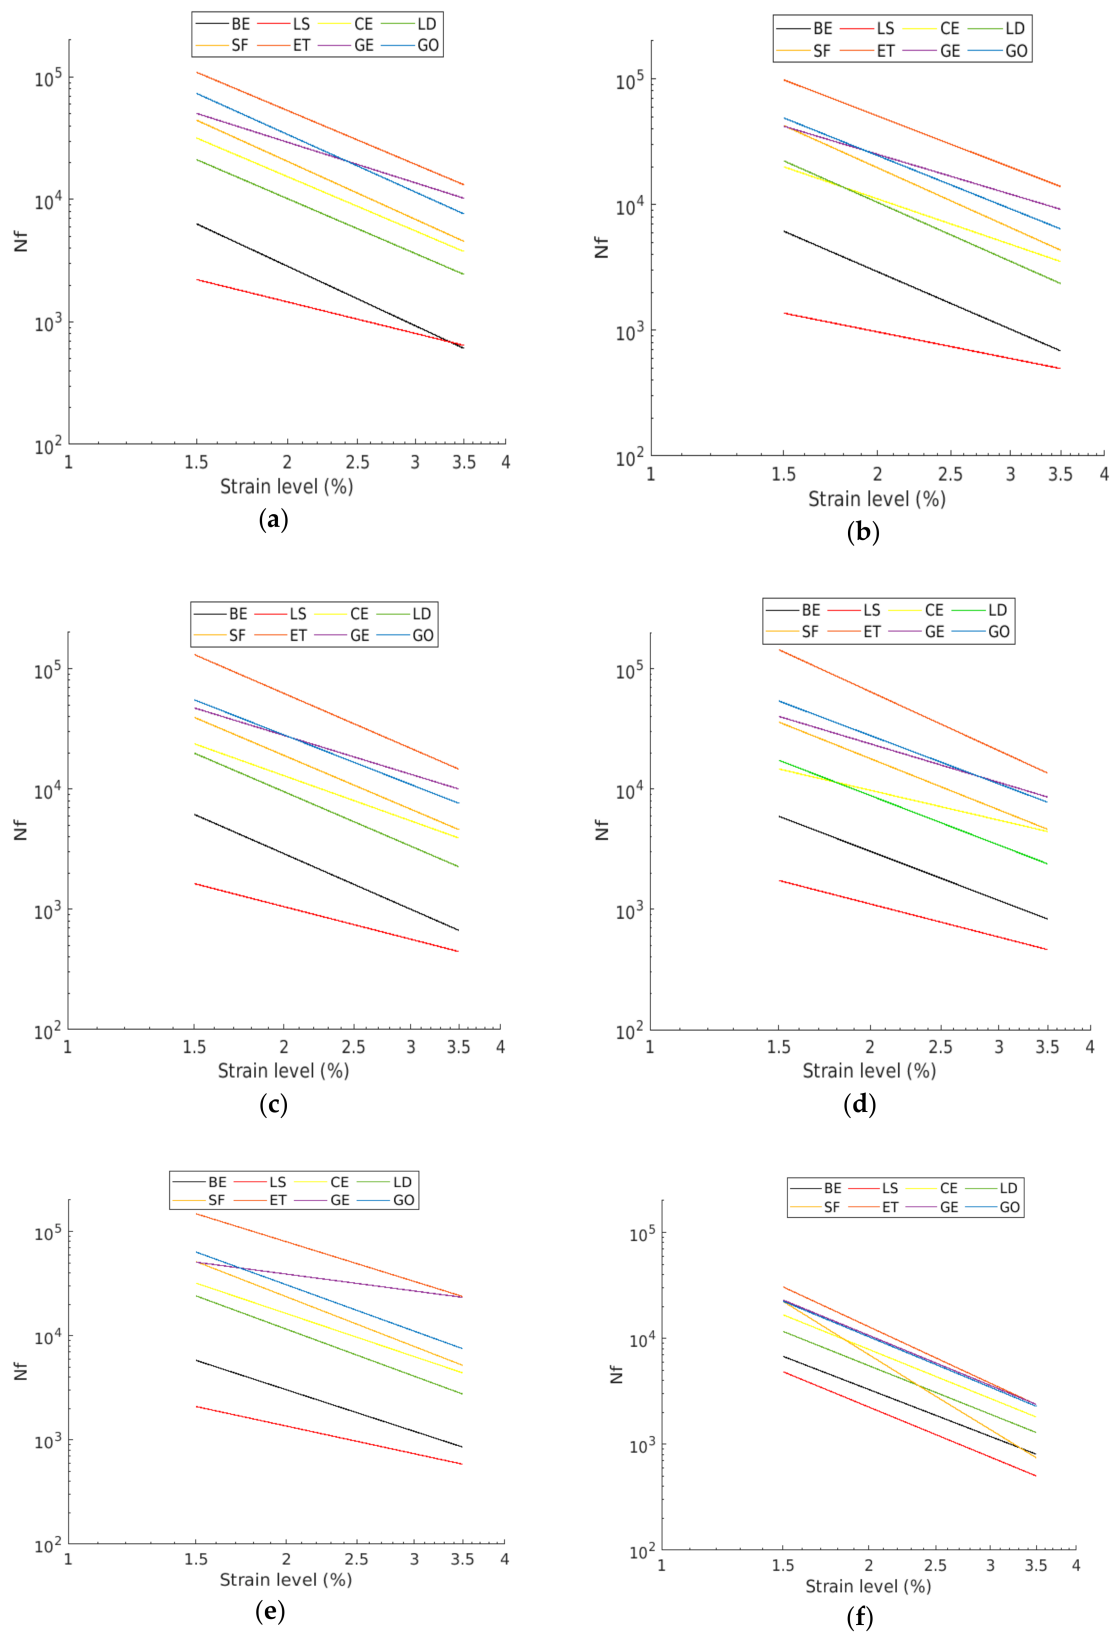 BE LS CE LD
SF ET GE GO
10^5
10^4
10^3
10^2
Nf
1 1.5 2 2.5 3 3.5 4
Strain level (%)
(a)
BE LS CE LD
SF ET GE GO
10^5
10^4
10^3
10^2
Nf
1 1.5 2 2.5 3 3.5 4
Strain level (%)
(b)
BE LS CE LD
SF ET GE GO
10^5
10^4
10^3
10^2
Nf
1 1.5 2 2.5 3 3.5 4
Strain level (%)
(c)
BE LS CE LD
SF ET GE GO
10^5
10^4
10^3
10^2
Nf
1 1.5 2 2.5 3 3.5 4
Strain level (%)
(d)
BE LS CE LD
SF ET GE GO
10^5
10^4
10^3
10^2
Nf
1 1.5 2 2.5 3 3.5 4
Strain level (%)
(e)
BE LS CE LD
SF ET GE GO
10^5
10^4
10^3
10^2
Nf
1 1.5 2 2.5 3 3.5 4
Strain level (%)
(f)